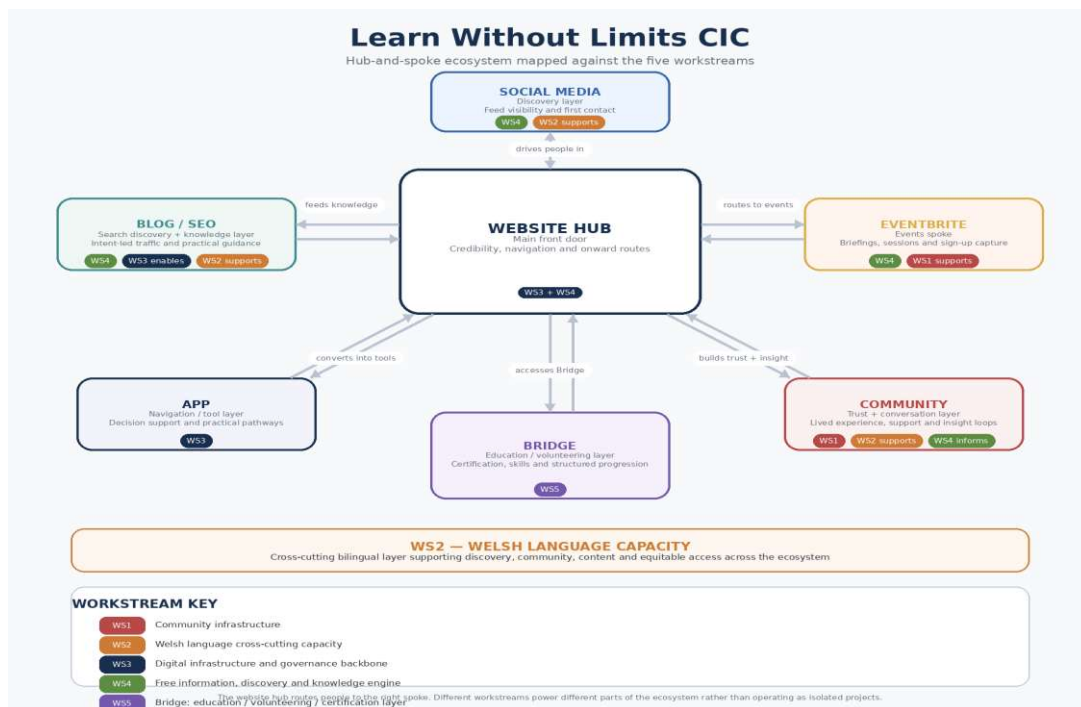 Learn Without Limits CIC
Hub-and-spoke ecosystem mapped against the five workstreams
SOCIAL MEDIA
Discovery layer
Feed visibility and first contact
WS4 WS2 supports
drives people in
feeds knowledge
routes to events
BLOG / SEO
Search discovery + knowledge layer
Intent-led traffic and practical guidance
WS4 WS3 enables WS2 supports
WEBSITE HUB
Main front door
Credibility, navigation and onward routes
WS3 + WS4
EVENTBRITE
Events spoke
Briefings, sessions and sign-up capture
WS4 WS1 supports
converts into tools
accesses Bridge
builds trust + insight
APP
Navigation / tool layer
Decision support and practical pathways
WS3
BRIDGE
Education / volunteering layer
Certification, skills and structured progression
WS5
COMMUNITY
Trust + conversation layer
Lived experience, support and insight loops
WS1 WS2 supports WS4 informs
WS2 — WELSH LANGUAGE CAPACITY
Cross-cutting bilingual layer supporting discovery, community, content and equitable access across the ecosystem
WORKSTREAM KEY
WS1 Community infrastructure
WS2 Welsh language cross-cutting capacity
WS3 Digital infrastructure and governance backbone
WS4 Free information, discovery and knowledge engine
The website hub routes people to the right spoke. Different workstreams power different parts of the ecosystem rather than operating as isolated projects.
WS5 Bridge: education / volunteering / certification layer